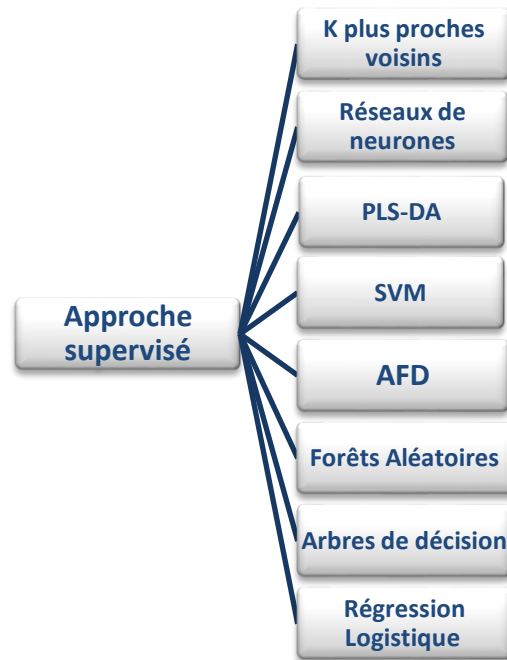 K plus proches
voisins
Réseaux de
neurones
PLS-DA
SVM
Approche
supervisé
AFD
Forêts Aléatoires
Arbres de décision
Régression
Logistique